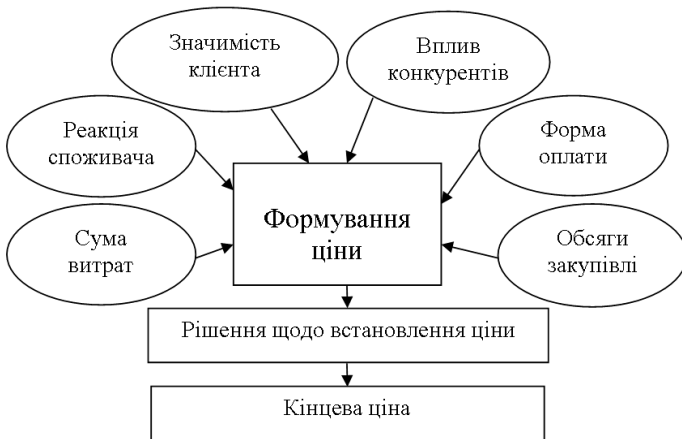 Значимість
клієнта
Вплив
конкурентів
Реакція
споживача
Форма
оплати
Формування
ціни
Сума
витрат
Обсяги
закупівлі
Рішення щодо встановлення ціни
Кінцева ціна